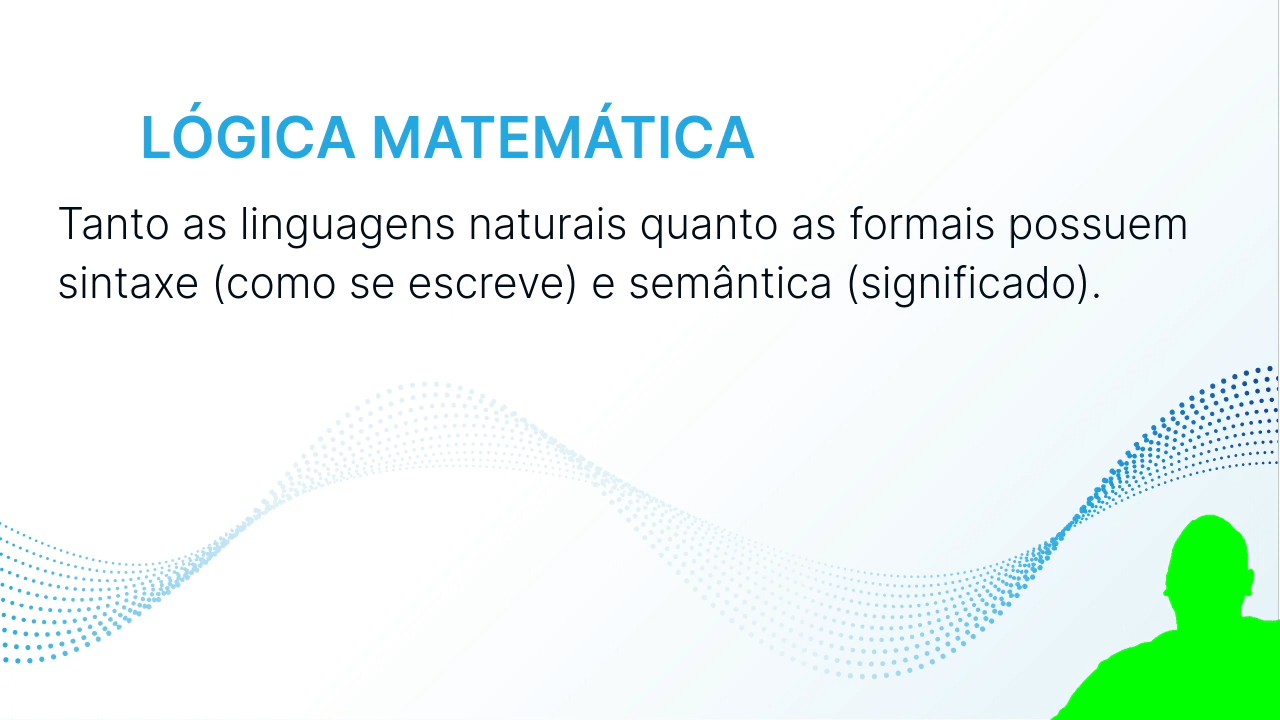 LÓGICA MATEMÁTICA
Tanto as linguagens naturais quanto as formais possuem
sintaxe (como se escreve) e semântica (significado).